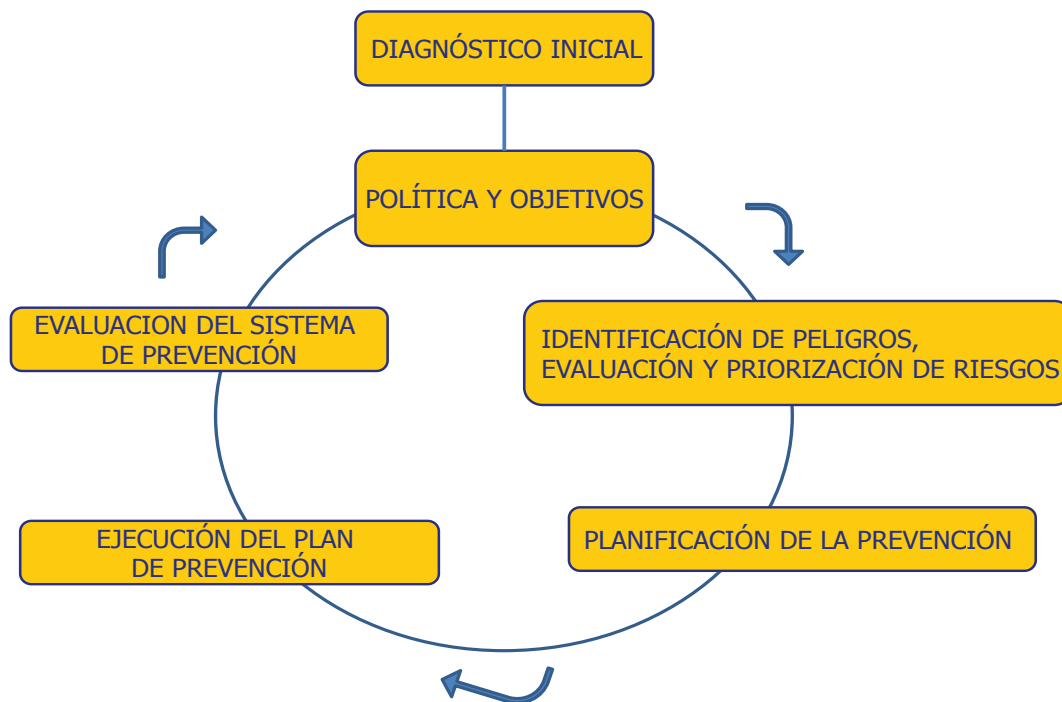 DIAGNÓSTICO INICIAL
POLÍTICA Y OBJETIVOS
IDENTIFICACIÓN DE PELIGROS,
EVALUACIÓN Y PRIORIZACIÓN DE RIESGOS
PLANIFICACIÓN DE LA PREVENCIÓN
EJECUCIÓN DEL PLAN
DE PREVENCIÓN
EVALUACION DEL SISTEMA
DE PREVENCIÓN